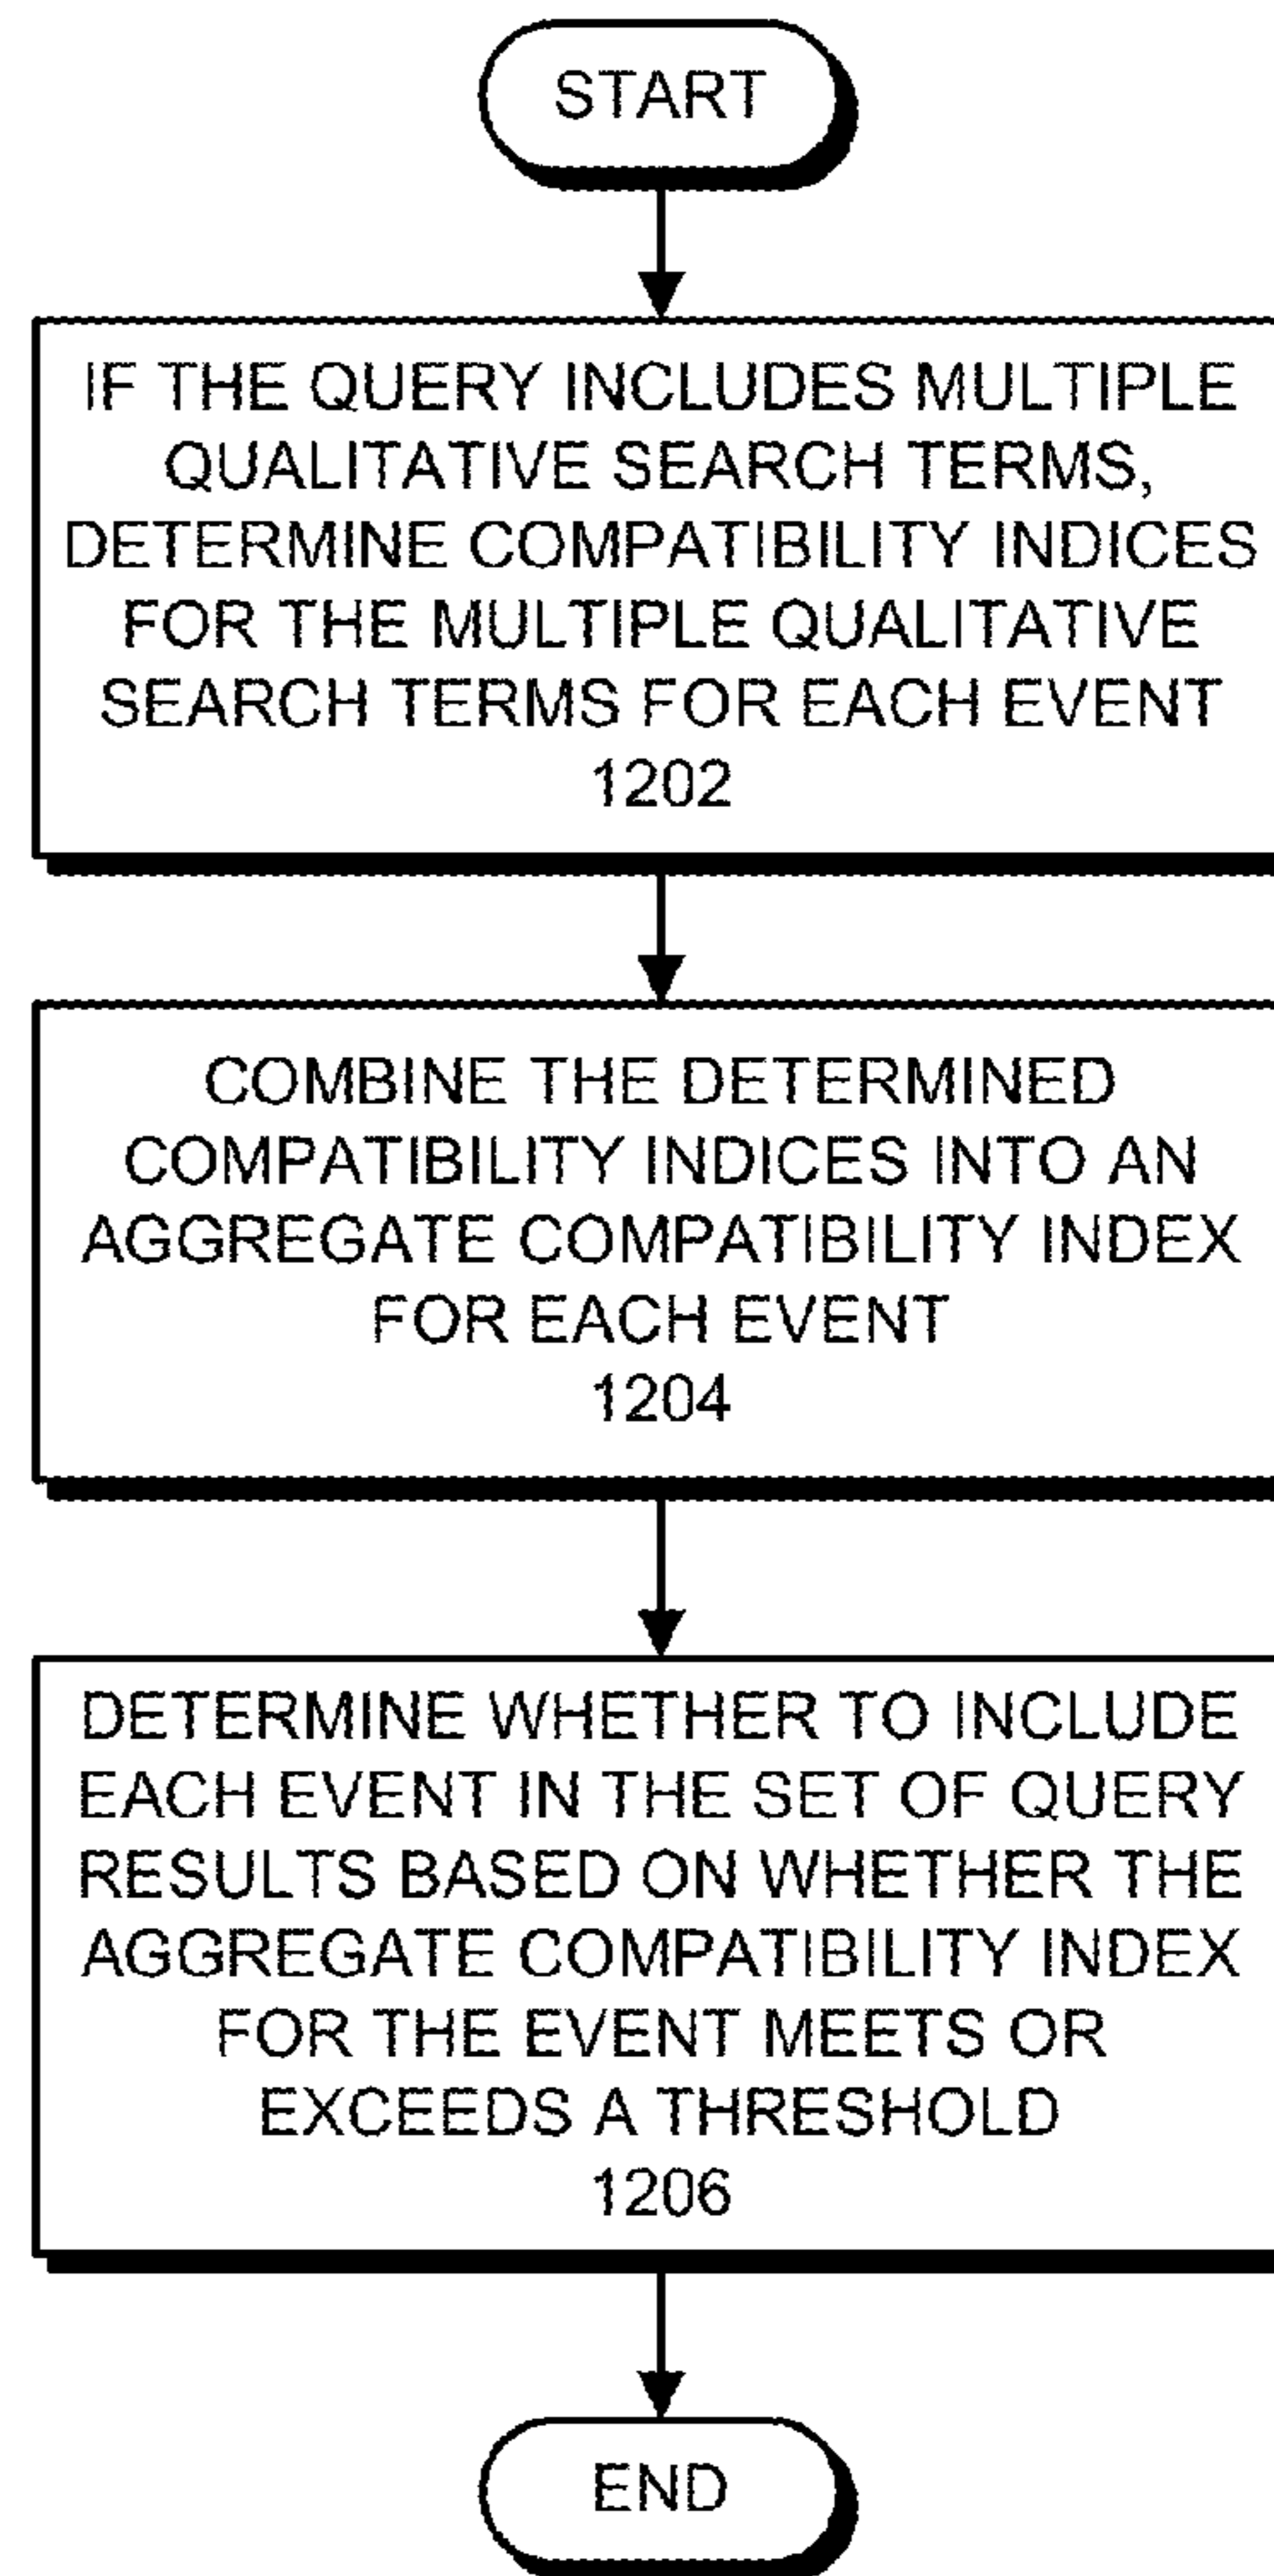 START
IF THE QUERY INCLUDES MULTIPLE
QUALITATIVE SEARCH TERMS,
DETERMINE COMPATIBILITY INDICES
FOR THE MULTIPLE QUALITATIVE
SEARCH TERMS FOR EACH EVENT
1202
COMBINE THE DETERMINED
COMPATIBILITY INDICES INTO AN
AGGREGATE COMPATIBILITY INDEX
FOR EACH EVENT
1204
DETERMINE WHETHER TO INCLUDE
EACH EVENT IN THE SET OF QUERY
RESULTS BASED ON WHETHER THE
AGGREGATE COMPATIBILITY INDEX
FOR THE EVENT MEETS OR
EXCEEDS A THRESHOLD
1206
END